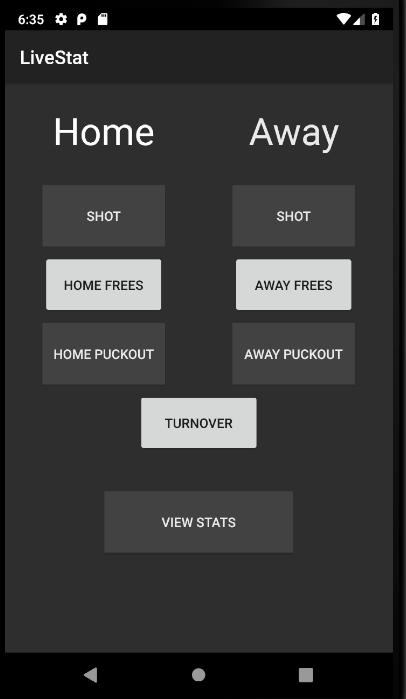 6:35
LiveStat
Home Away
SHOT SHOT
HOME FREES AWAY FREES
HOME PUCKOUT AWAY PUCKOUT
TURNOVER
VIEW STATS